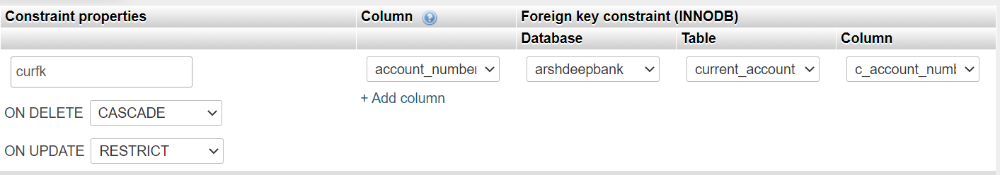 Constraint properties Column Foreign key constraint (INNODB)
Database Table Column
curfk account_number arshdeepbank current_account c_account_numb
+ Add column
ON DELETE CASCADE
ON UPDATE RESTRICT